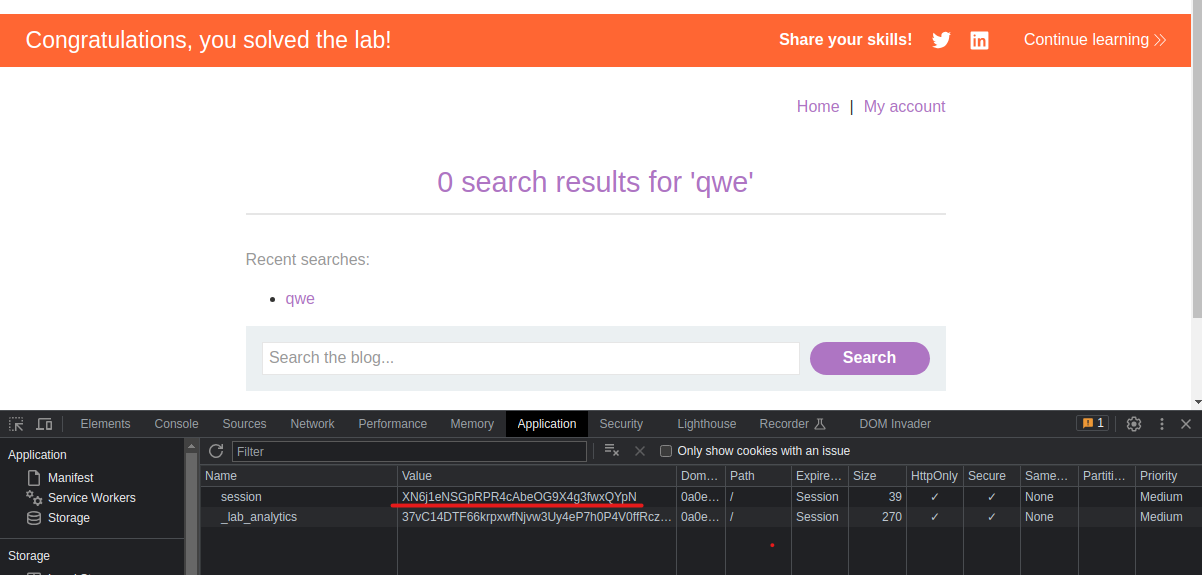 Congratulations, you solved the lab! Share your skills! Continue learning
Home | My account
0 search results for 'qwe'
Recent searches:
qwe
Search the blog... Search
Elements Console Sources Network Performance Memory Application Security Lighthouse Recorder DOM Invader 1
Application
Manifest
Service Workers
Storage
Storage
Filter Only show cookies with an issue
Name Value Dom... Path Expire... Size HttpOnly Secure Same... Partiti... Priority
session XN6j1eNSGpRPR4cAbeOG9X4g3fwxQYpN 0a0e... / Session 39 ✓ ✓ None Medium
_lab_analytics 37vC14DTF66krpxwfNjvw3Uy4eP7h0P4V0ffRcz... 0a0e... / Session 270 ✓ ✓ None Medium